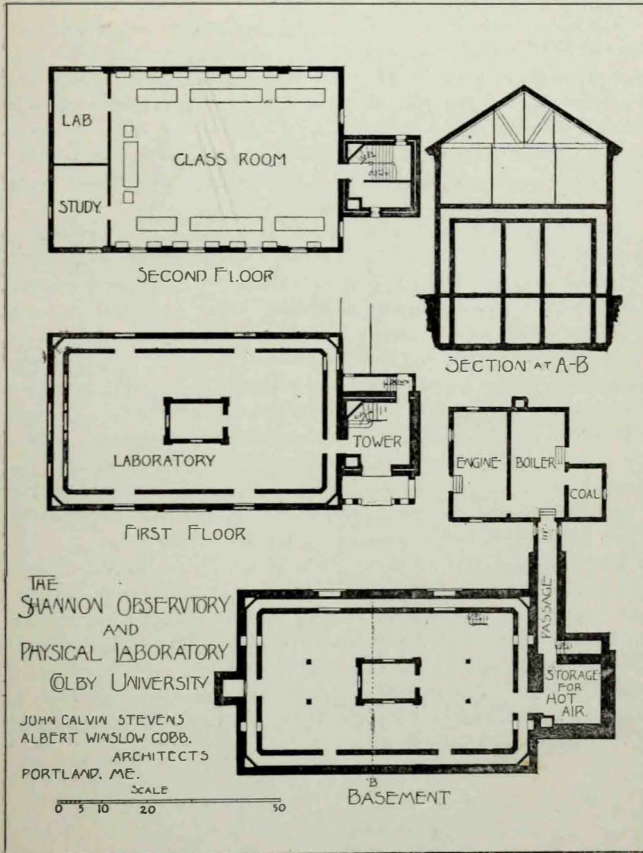 LAB
CLASS ROOM
STUDY
SECOND FLOOR
SECTION AT A-B
LABORATORY
TOWER
FIRST FLOOR
ENGINE
BOILER
COAL
PASSAGE
STORAGE
FOR
HOT
AIR.
B
BASEMENT
THE
SHANNON OBSERVTORY
AND
PHYSICAL LABORATORY
COLBY UNIVERSITY
JOHN CALVIN STEVENS
ALBERT WINSLOW COBB.
ARCHITECTS
PORTLAND. ME.
SCALE
0 5 10 20 50